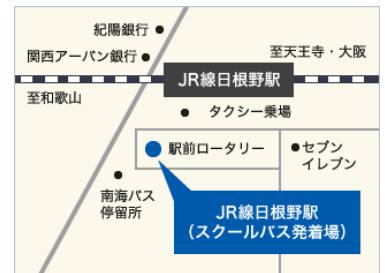 紀陽銀行
関西アーバン銀行
至天王寺・大阪
JR線日根野駅
至和歌山
タクシー乗場
駅前ロータリー
セブン
イレブン
南海バス
停留所
JR線日根野駅
（スクールバス発着場）